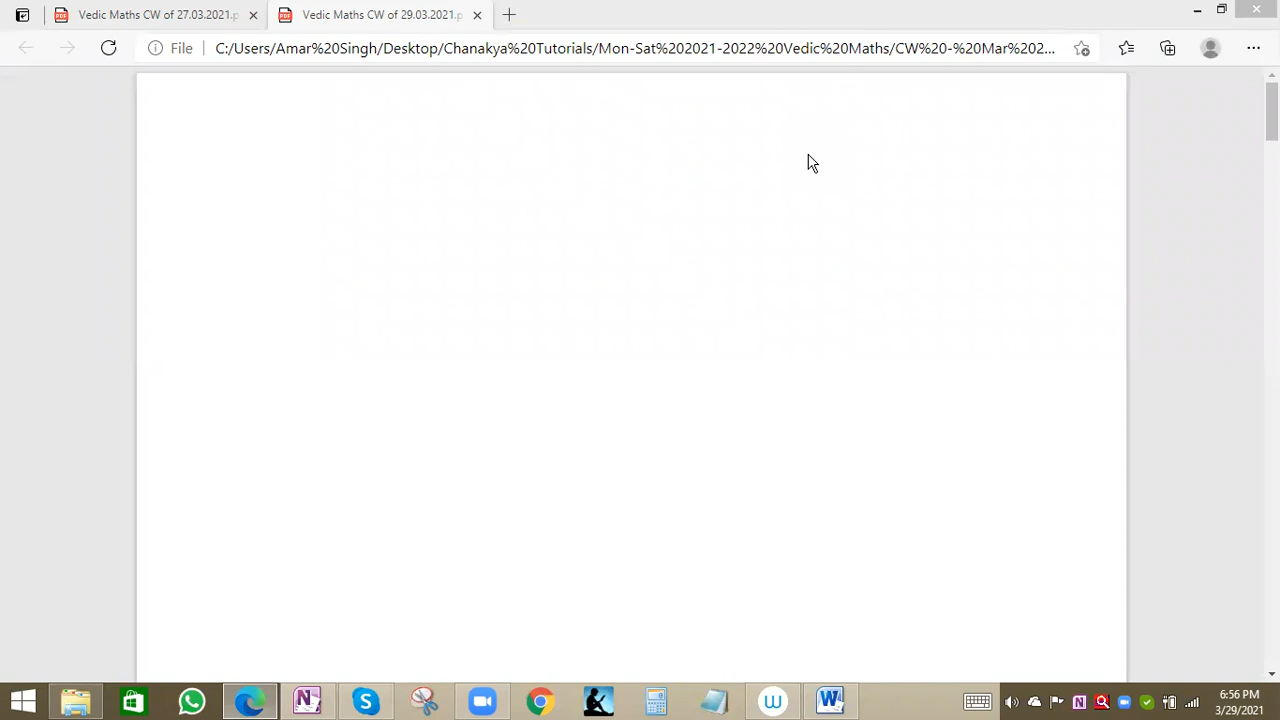 Vedic Maths CW of 27.03.2021.p
Vedic Maths CW of 29.03.2021.p
File
C:/Users/Amar%20Singh/Desktop/Chanakya%20Tutorials/Mon-Sat%202021-2022%20Vedic%20Maths/CW%20-%20Mar%202...
6:56 PM
3/29/2021